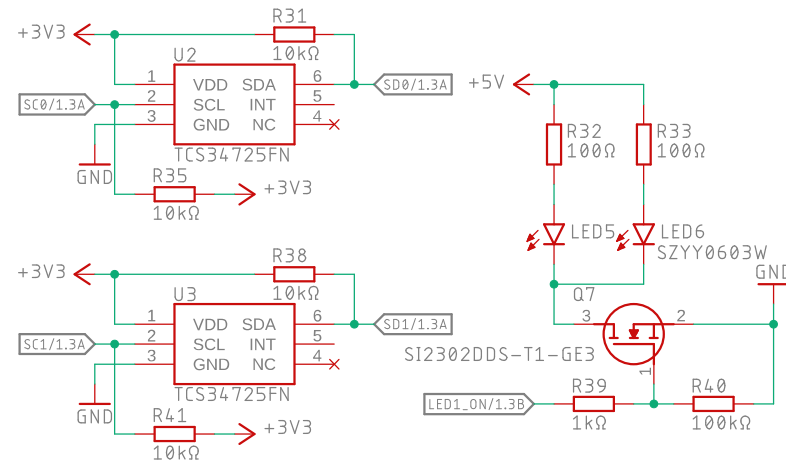 R31
+3V3
10kΩ
U2
1 VDD SDA 6
SD0/1.3A
2 SCL INT 5
SC0/1.3A
3 GND NC 4
TCS34725FN
GND
R35
+3V3
10kΩ
R38
+3V3
10kΩ
U3
1 VDD SDA 6
SD1/1.3A
2 SCL INT 5
SC1/1.3A
3 GND NC 4
TCS34725FN
GND
R41
+3V3
10kΩ
+5V
R32 R33
100Ω 100Ω
LED5 LED6
SZYY0603W
GND
Q7
3 2
SI2302DDS-T1-GE3
1
R39 R40
LED1_ON/1.3B
1kΩ 100kΩ